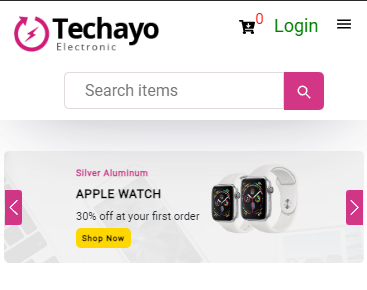 Techayo
Electronic
0
Login
Search items
Silver Aluminum
APPLE WATCH
30% off at your first order
Shop Now